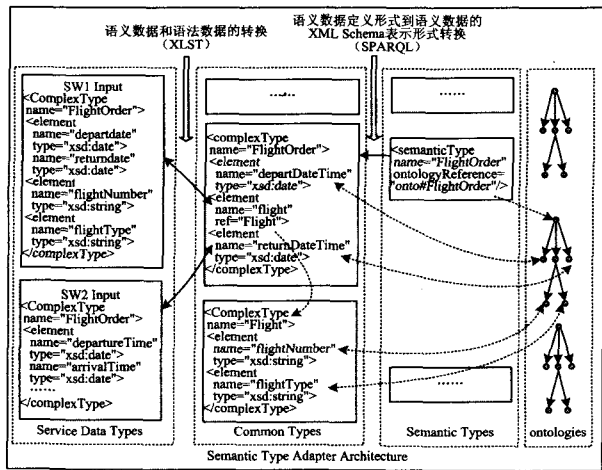 语义数据和语法数据的转换
（XLST）
语义数据定义形式到语义数据的
XML Schema表示形式转换
（SPARQL）
SW1 Input
<ComplexType
name="FlightOrder">
<element
name="departdate"
type="xsd:date">
name="returndate"
type="xsd:date">
<element
name="flightNumber"
type="xsd:string">
<element
name="flightType"
type="xsd:string">
</complexType>
SW2 Input
<ComplexType
name="FlightOrder">
<element
name="departureTime"
type="xsd:date">
name="arrivalTime"
type="xsd:date">
……
</complexType>
Service Data Types
……
<complexType
name="FlightOrder">
<element
name="departDateTime"
type="xsd:date">
<element
name="flight"
ref="Flight">
<element
name="returnDateTime"
type="xsd:date">
</complexType>
<ComplexType
name="Flight">
<element
name="flightNumber"
type="xsd:string">
<element
name="flightType"
type="xsd:string">
</complexType>
Common Types
……
<semanticType
name="FlightOrder"
ontologyReference=
"onto#FlightOrder"/>
……
Semantic Types
ontologies
Semantic Type Adapter Architecture